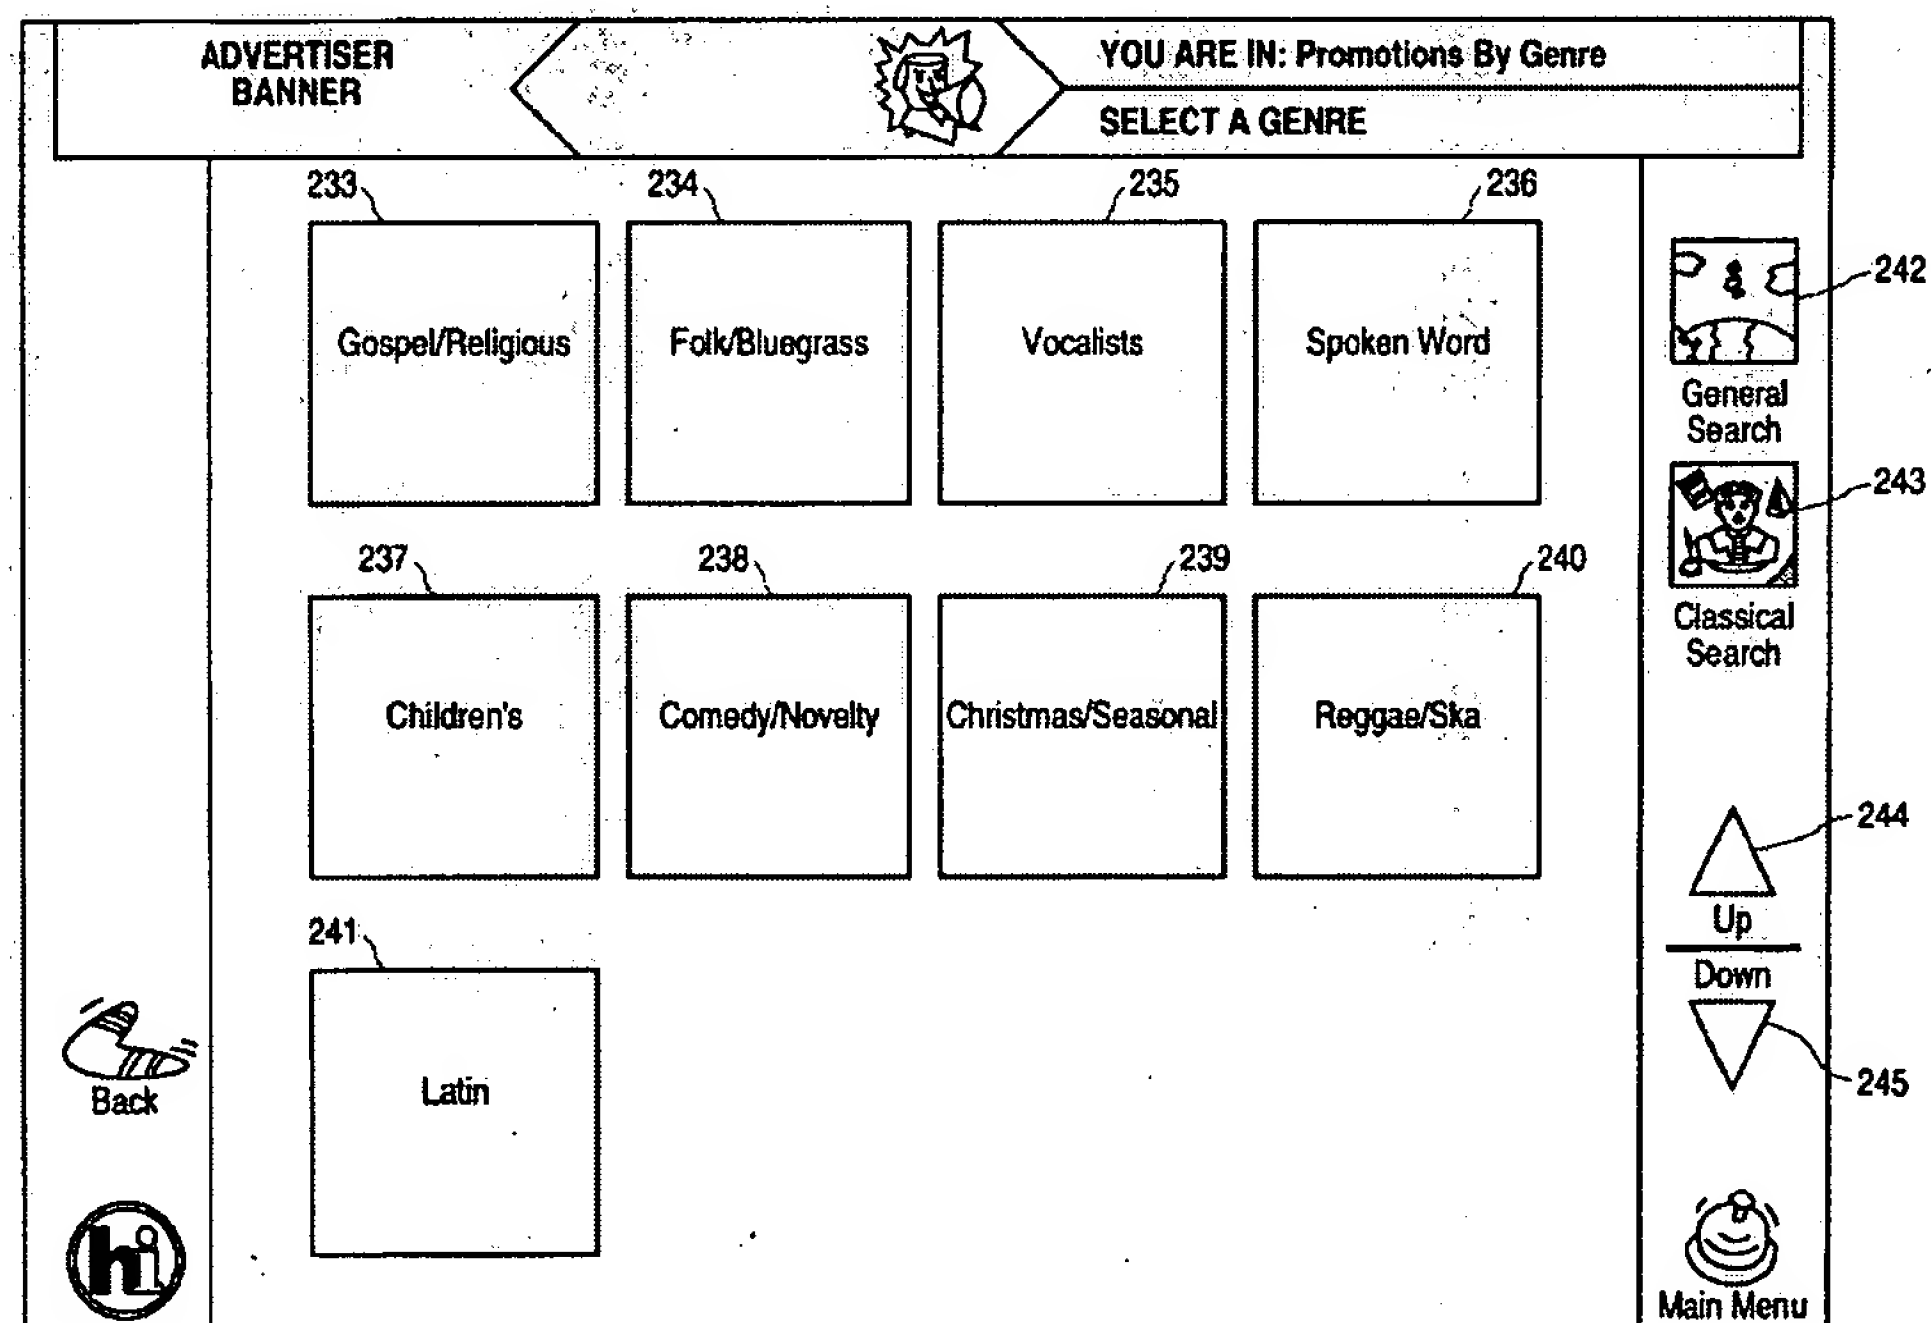 ADVERTISER
BANNER
YOU ARE IN: Promotions By Genre
SELECT A GENRE
233
234
235
236
Gospel/Religious
Folk/Bluegrass
Vocalists
Spoken Word
242
General
Search
243
Classical
Search
237
238
239
240
Children's
Comedy/Novelty
Christmas/Seasonal
Reggae/Ska
244
Up
Down
245
241
Latin
Back
hi
Main Menu